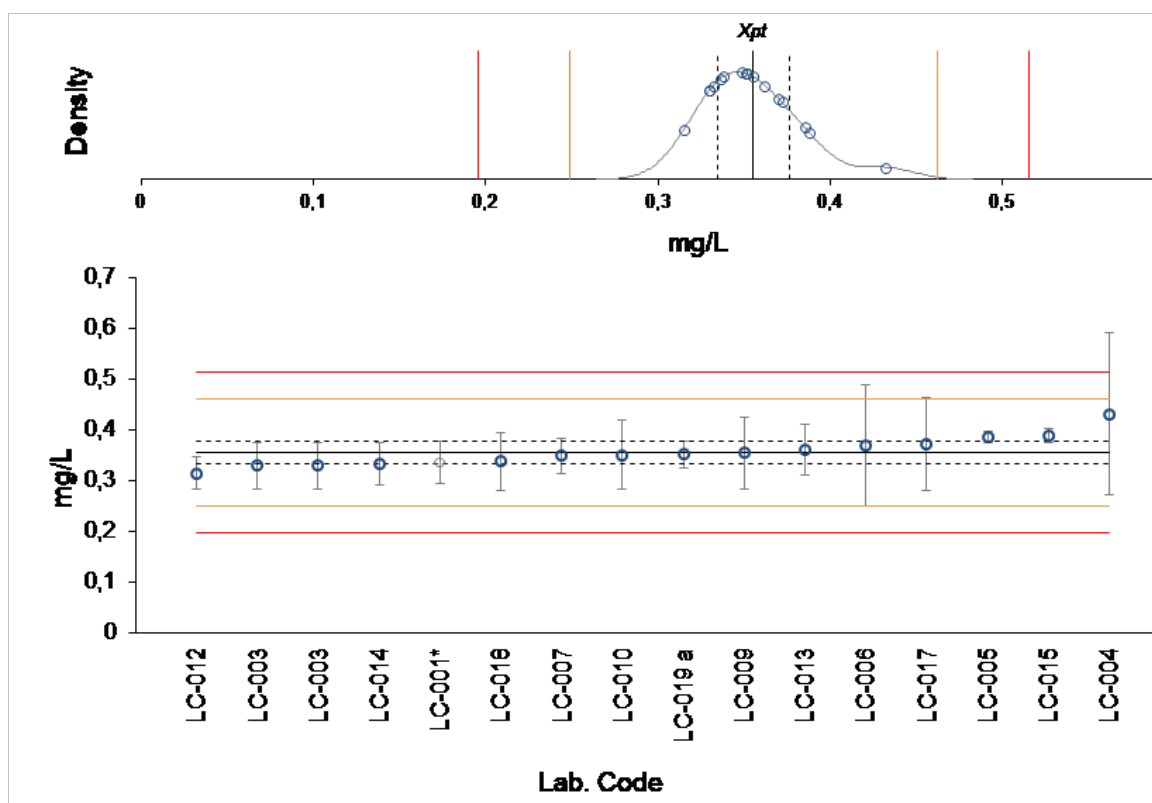 Xpt
Density
0 0,1 0,2 0,3 0,4 0,5
mg/L
0,7
0,6
0,5
0,4
0,3
0,2
0,1
0
mg/L
LC-012
LC-003
LC-003
LC-014
LC-001*
LC-018
LC-007
LC-010
LC-019 a
LC-009
LC-013
LC-006
LC-017
LC-005
LC-015
LC-004
Lab. Code